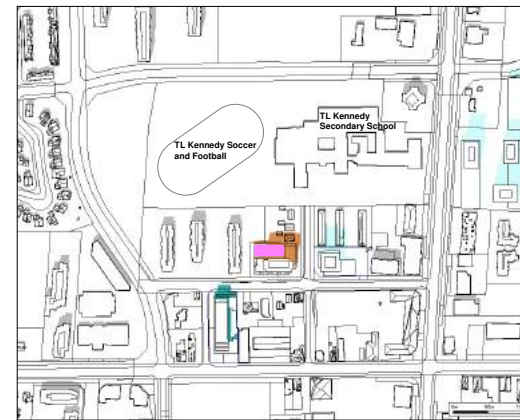 TL Kennedy
Secondary School
TL Kennedy Soccer
and Football